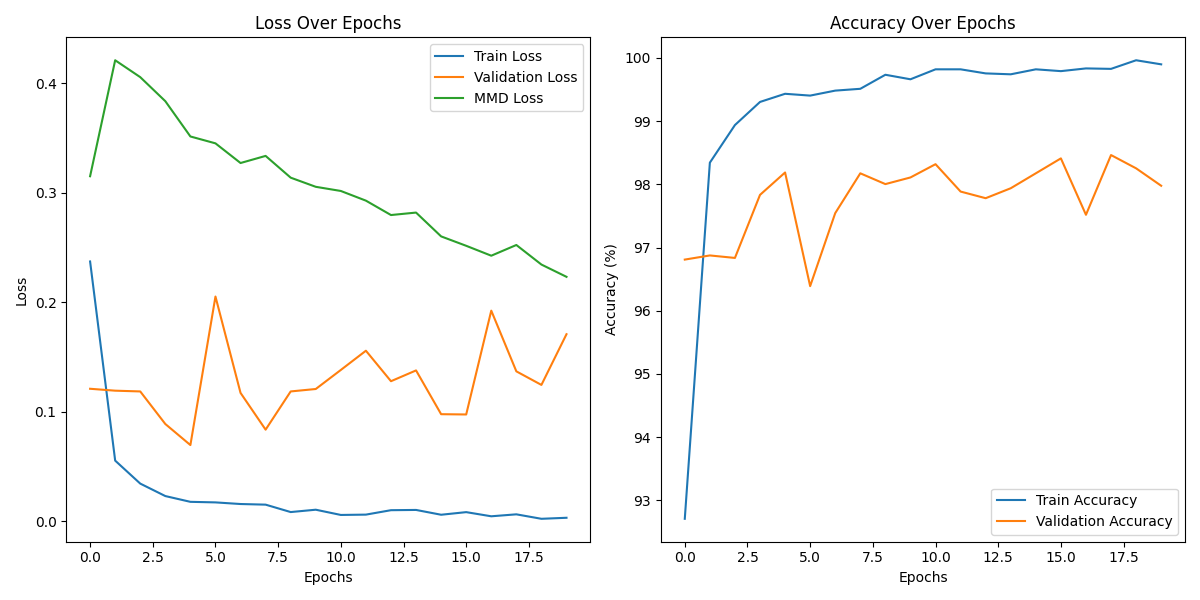 Loss Over Epochs
Train Loss
Validation Loss
MMD Loss
0.4
0.3
0.2
0.1
0.0
Loss
0.0 2.5 5.0 7.5 10.0 12.5 15.0 17.5
Epochs
Accuracy Over Epochs
100
99
98
97
96
95
94
93
Accuracy (%)
Train Accuracy
Validation Accuracy
0.0 2.5 5.0 7.5 10.0 12.5 15.0 17.5
Epochs